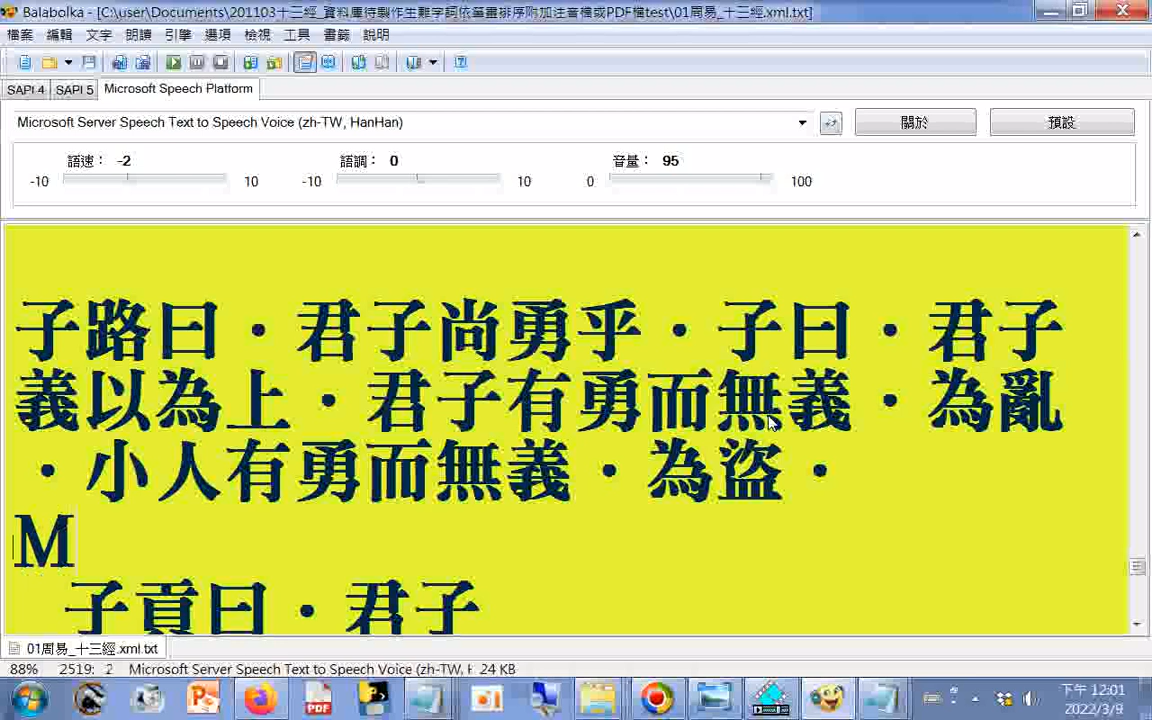 Balabolka - [C:\user\Documents\201103十三經_資料庫待製作生難字詞依筆畫排序附加注音檔或PDF檔test\01周易_十三經.xml.txt]
檔案 編輯 文字 朗讀 引擎 選項 檢視 工具 書籤 說明
SAPI 4 SAPI 5 Microsoft Speech Platform
Microsoft Server Speech Text to Speech Voice (zh-TW, HanHan) 關於 預設
語速： -2 語調： 0 音量： 95
-10 10 -10 10 0 100
子路曰．君子尚勇乎．子曰．君子
義以為上．君子有勇而無義．為亂
．小人有勇而無義．為盜．
M
子貢曰．君子
01周易_十三經.xml.txt
88% 2519: 2 Microsoft Server Speech Text to Speech Voice (zh-TW, H 24 KB
下午 12:01
2022/3/9